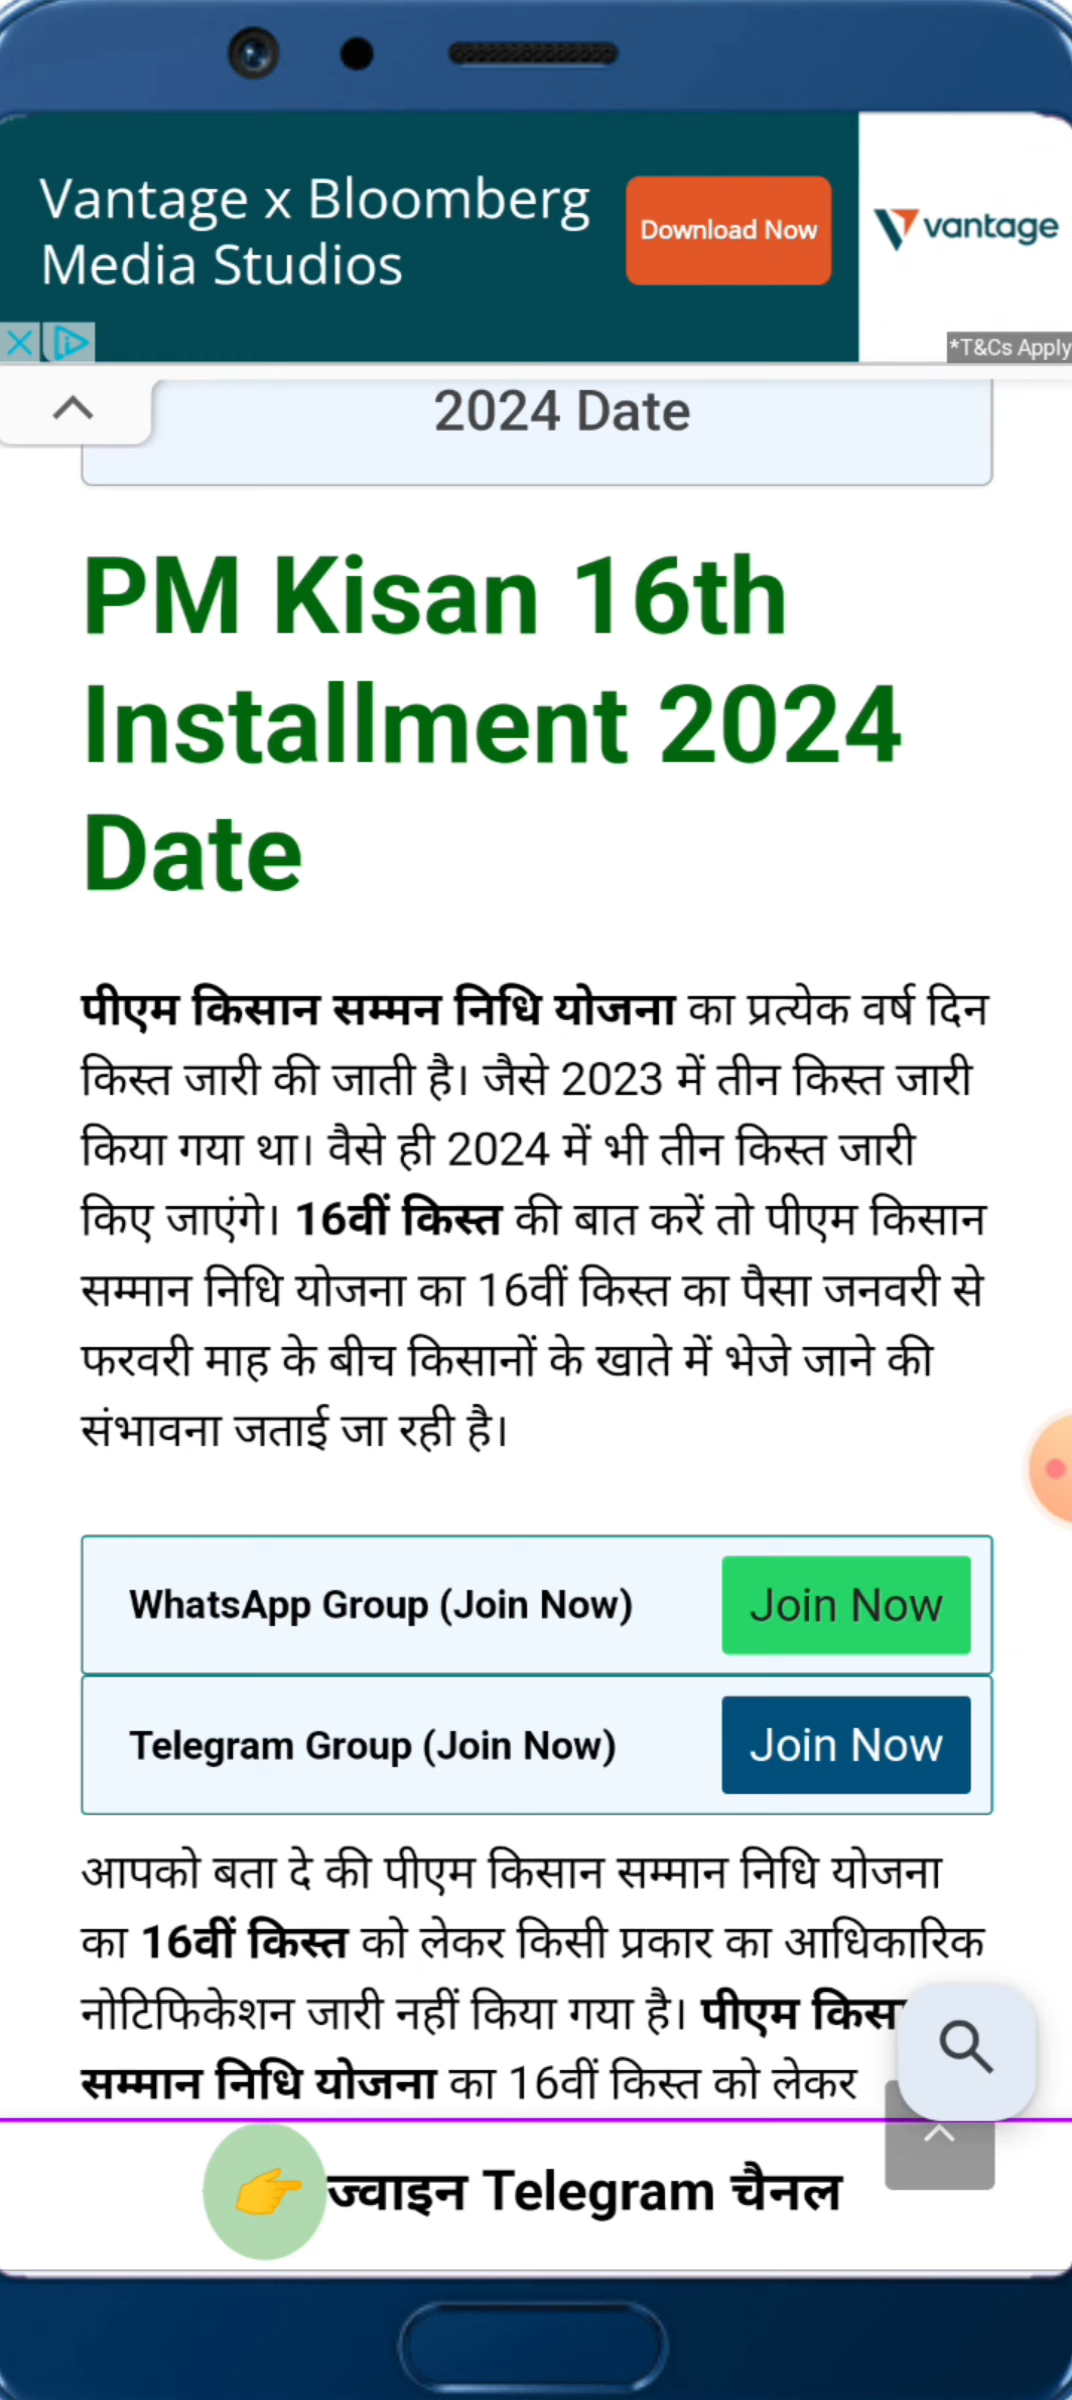 Vantage x Bloomberg
Media Studios
Download Now
vantage
*T&Cs Apply
2024 Date
PM Kisan 16th
Installment 2024
Date
पीएम किसान सम्मन निधि योजना का प्रत्येक वर्ष दिन
किस्त जारी की जाती है। जैसे 2023 में तीन किस्त जारी
किया गया था। वैसे ही 2024 में भी तीन किस्त जारी
किए जाएंगे। 16वीं किस्त की बात करें तो पीएम किसान
सम्मान निधि योजना का 16वीं किस्त का पैसा जनवरी से
फरवरी माह के बीच किसानों के खाते में भेजे जाने की
संभावना जताई जा रही है।
WhatsApp Group (Join Now)
Join Now
Telegram Group (Join Now)
Join Now
आपको बता दे की पीएम किसान सम्मान निधि योजना
का 16वीं किस्त को लेकर किसी प्रकार का आधिकारिक
नोटिफिकेशन जारी नहीं किया गया है। पीएम
सम्मान निधि योजना का 16वीं किस्त को लेकर
ज्वाइन Telegram चैनल